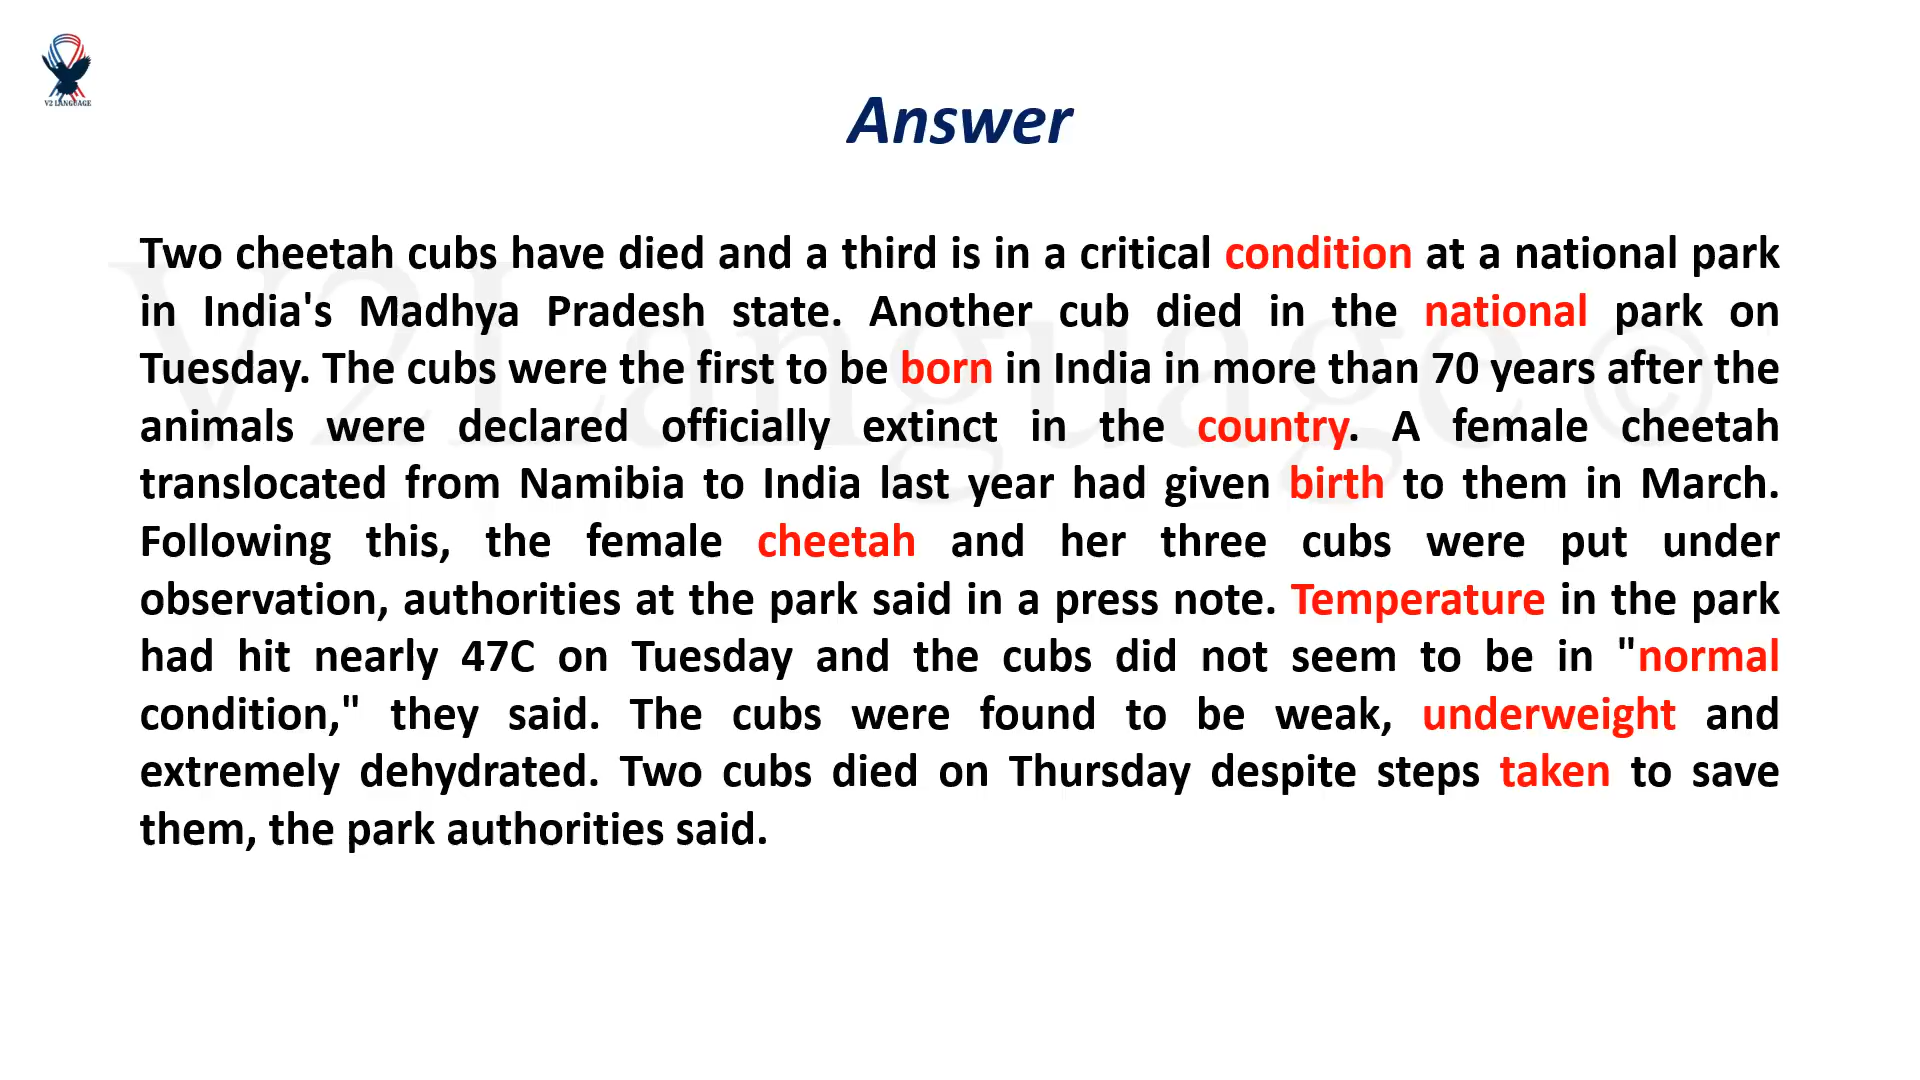 V2 LANGUAGE
Answer
Two cheetah cubs have died and a third is in a critical condition at a national park
in India's Madhya Pradesh state. Another cub died in the national park on
Tuesday. The cubs were the first to be born in India in more than 70 years after the
animals were declared officially extinct in the country. A female cheetah
translocated from Namibia to India last year had given birth to them in March.
Following this, the female cheetah and her three cubs were put under
observation, authorities at the park said in a press note. Temperature in the park
had hit nearly 47C on Tuesday and the cubs did not seem to be in "normal
condition," they said. The cubs were found to be weak, underweight and
extremely dehydrated. Two cubs died on Thursday despite steps taken to save
them, the park authorities said.
V2 Language ©